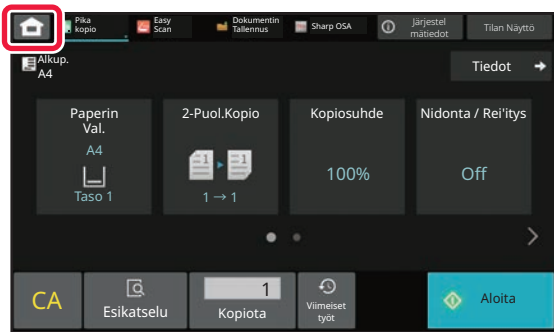 Pika
kopio
Easy
Scan
Dokumentin
Tallennus
Sharp OSA
Järjestel
mätiedot
Tilan Näyttö
Alkup.
A4
Tiedot
Paperin
Val.
A4
Taso 1
2-Puol.Kopio
1 → 1
Kopiosuhde
100%
Nidonta / Rei'itys
Off
CA
Esikatselu
1
Kopiota
Viimeiset
työt
Aloita